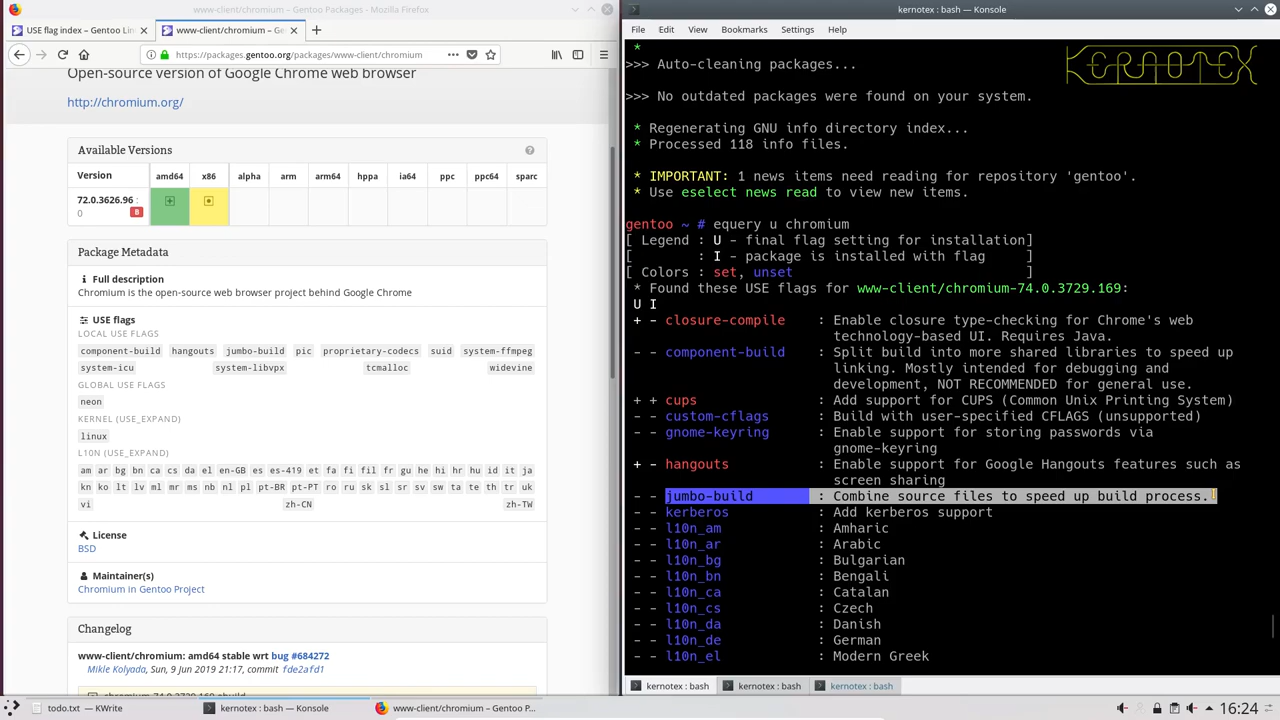 www-client/chromium – Gentoo Packages - Mozilla Firefox
USE flag index – Gentoo Lin
www-client/chromium – Ge
https://packages.gentoo.org/packages/www-client/chromium
Open-source version of Google Chrome web browser
http://chromium.org/
Available Versions
Version amd64 x86 alpha arm arm64 hppa ia64 ppc ppc64 sparc
72.0.3626.96 :
0 B
Package Metadata
Full description
Chromium is the open-source web browser project behind Google Chrome
USE flags
LOCAL USE FLAGS
component-build hangouts jumbo-build pic proprietary-codecs suid system-ffmpeg
system-icu system-libvpx tcmalloc widevine
GLOBAL USE FLAGS
neon
KERNEL (USE_EXPAND)
linux
L10N (USE_EXPAND)
am ar bg bn ca cs da el en-GB es es-419 et fa fi fil fr gu he hi hr hu id it ja
kn ko lt lv ml mr ms nb nl pl pt-BR pt-PT ro ru sk sl sr sv sw ta te th tr uk
vi zh-CN zh-TW
License
BSD
Maintainer(s)
Chromium in Gentoo Project
Changelog
www-client/chromium: amd64 stable wrt bug #684272
Mikle Kolyada, Sun, 9 Jun 2019 21:17, commit fde2afd1
chromium-74.0.3729.169.ebuild
kernotex : bash — Konsole
File Edit View Bookmarks Settings Help
KERNOTEX
*
>>> Auto-cleaning packages...
>>> No outdated packages were found on your system.
* Regenerating GNU info directory index...
* Processed 118 info files.
* IMPORTANT: 1 news items need reading for repository 'gentoo'.
* Use eselect news read to view new items.
gentoo ~ # equery u chromium
[ Legend : U - final flag setting for installation]
[ : I - package is installed with flag ]
[ Colors : set, unset ]
* Found these USE flags for www-client/chromium-74.0.3729.169:
U I
+ - closure-compile : Enable closure type-checking for Chrome's web
technology-based UI. Requires Java.
- - component-build : Split build into more shared libraries to speed up
linking. Mostly intended for debugging and
development, NOT RECOMMENDED for general use.
+ + cups : Add support for CUPS (Common Unix Printing System)
- - custom-cflags : Build with user-specified CFLAGS (unsupported)
- - gnome-keyring : Enable support for storing passwords via
gnome-keyring
+ - hangouts : Enable support for Google Hangouts features such as
screen sharing
- - jumbo-build : Combine source files to speed up build process.
- - kerberos : Add kerberos support
- - l10n_am : Amharic
- - l10n_ar : Arabic
- - l10n_bg : Bulgarian
- - l10n_bn : Bengali
- - l10n_ca : Catalan
- - l10n_cs : Czech
- - l10n_da : Danish
- - l10n_de : German
- - l10n_el : Modern Greek
kernotex : bash kernotex : bash kernotex : bash
todo.txt — KWrite
kernotex : bash — Konsole
www-client/chromium – Gentoo P...
16:24